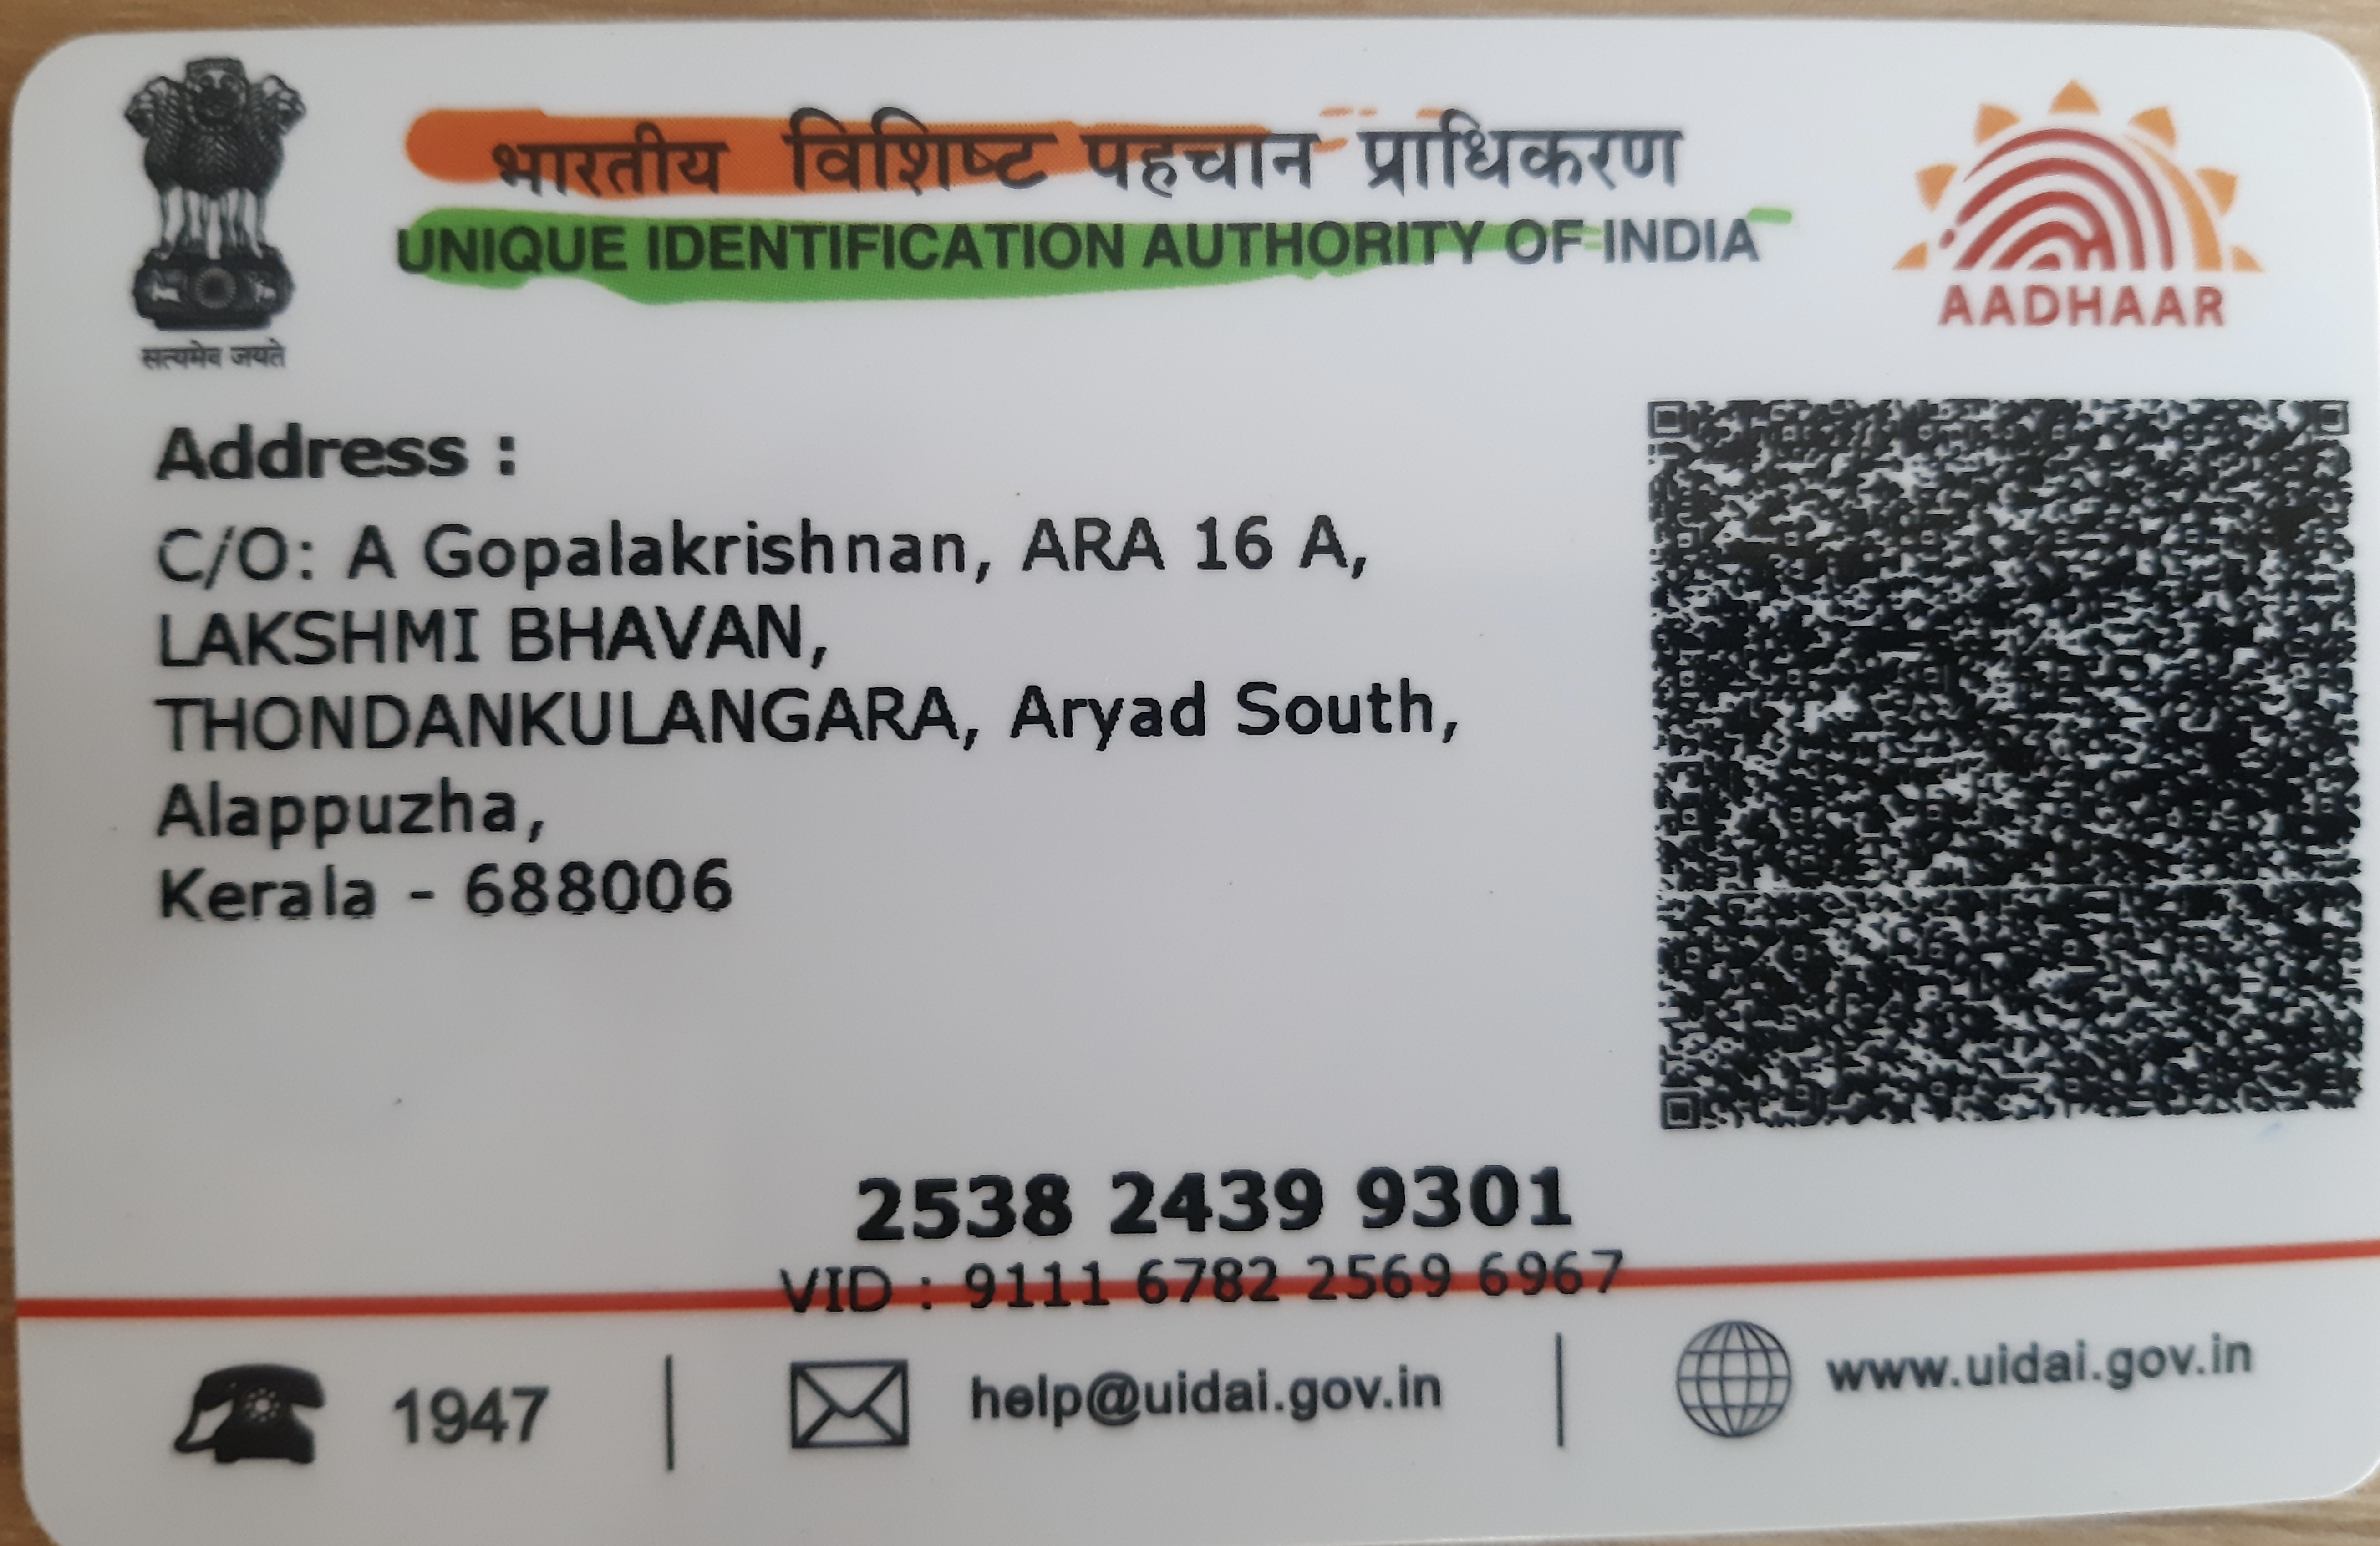 भारतीय विशिष्ट पहचान प्राधिकरण
UNIQUE IDENTIFICATION AUTHORITY OF INDIA
AADHAAR
सत्यमेव जयते
Address :
C/O: A Gopalakrishnan, ARA 16 A,
LAKSHMI BHAVAN,
THONDANKULANGARA, Aryad South,
Alappuzha,
Kerala - 688006
2538 2439 9301
VID : 9111 6782 2569 6967
1947
help@uidai.gov.in
www.uidai.gov.in